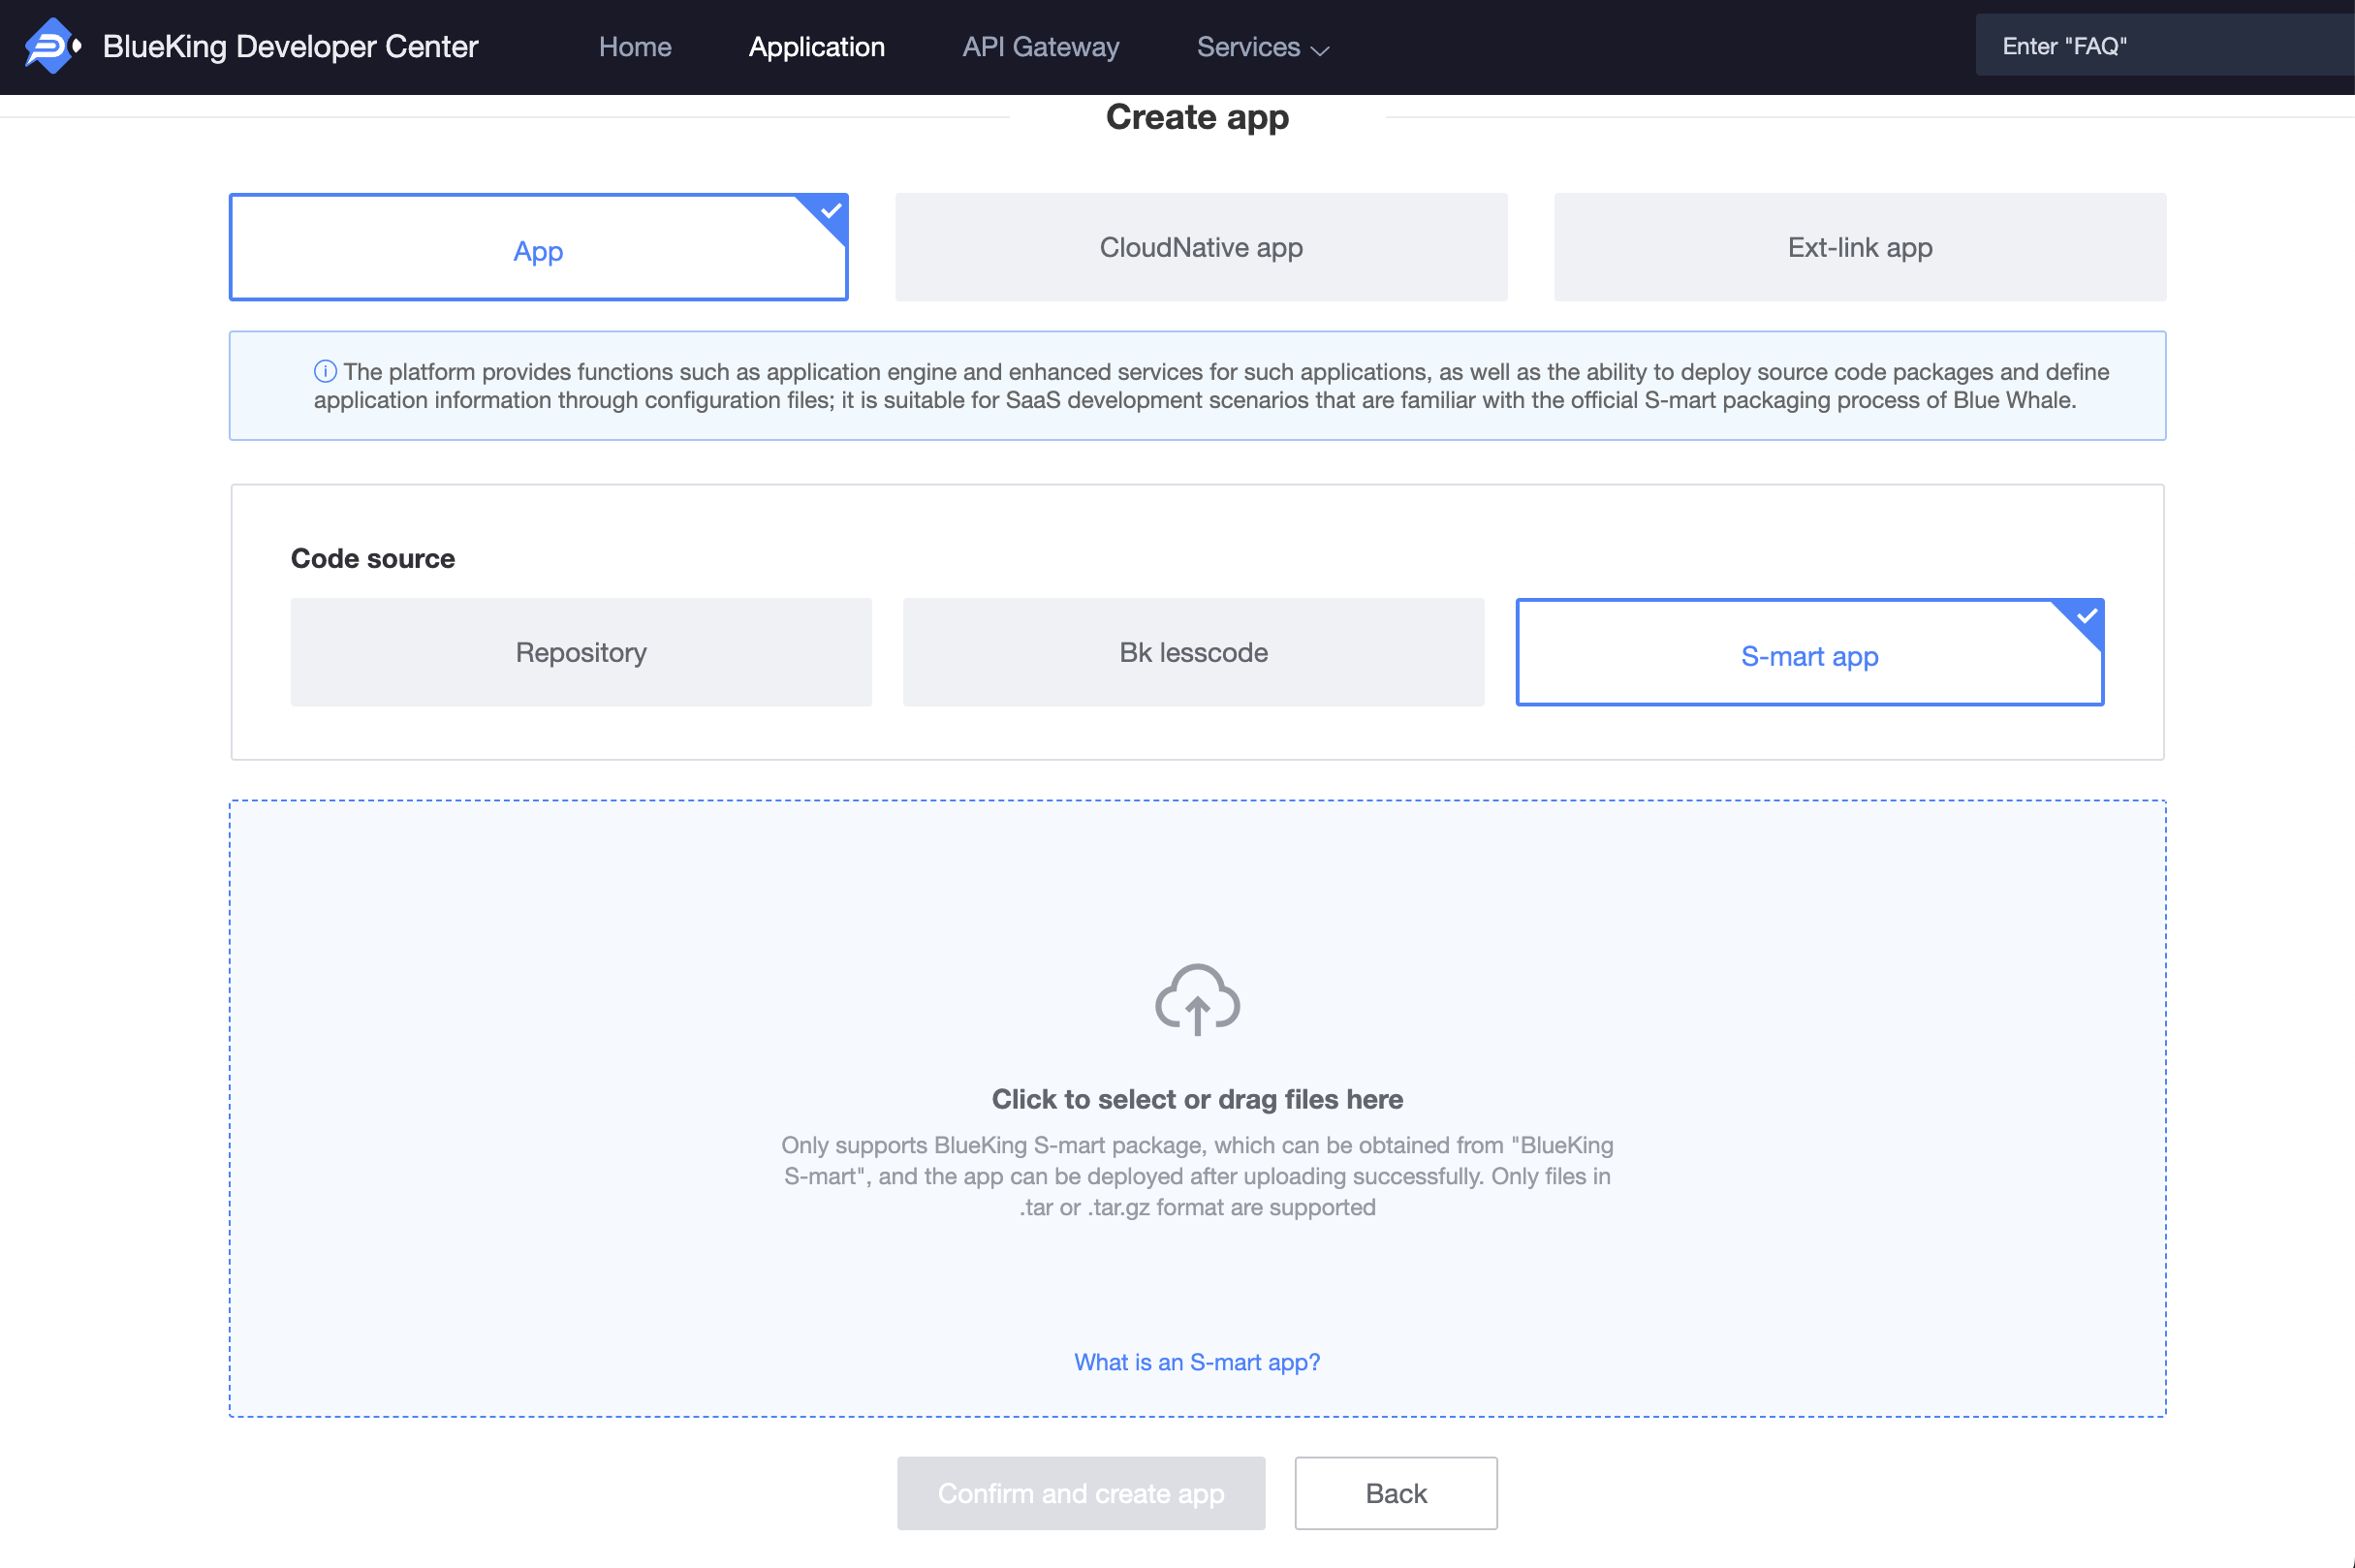 BlueKing Developer Center
Home
Application
API Gateway
Services
Enter "FAQ"
Create app
App
CloudNative app
Ext-link app
The platform provides functions such as application engine and enhanced services for such applications, as well as the ability to deploy source code packages and define
application information through configuration files; it is suitable for SaaS development scenarios that are familiar with the official S-mart packaging process of Blue Whale.
Code source
Repository
Bk lesscode
S-mart app
Click to select or drag files here
Only supports BlueKing S-mart package, which can be obtained from "BlueKing
S-mart", and the app can be deployed after uploading successfully. Only files in
.tar or .tar.gz format are supported
What is an S-mart app?
Confirm and create app
Back